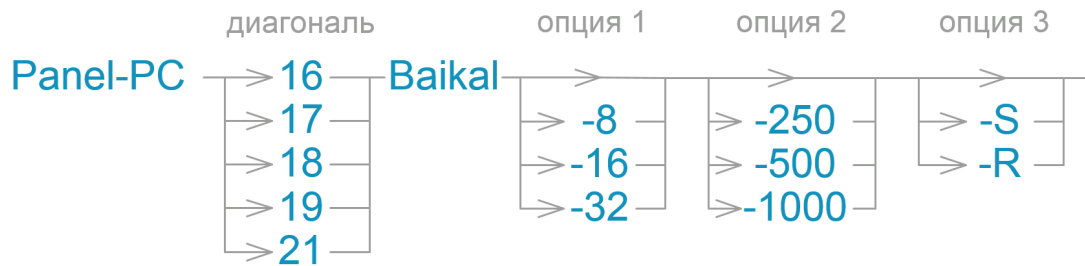 диагональ опция 1 опция 2 опция 3
Panel-PC 16 Baikal
17 -8 -250 -S
18 -16 -500 -R
19 -32 -1000
21